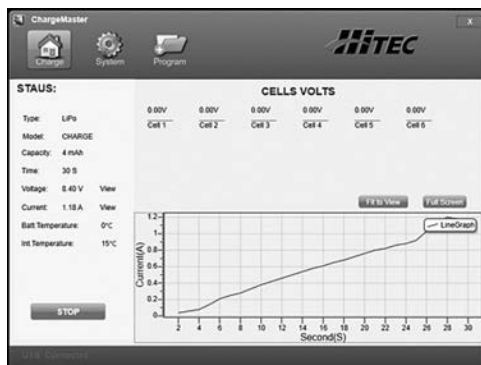 ChargeMaster
X
Charge
System
Program
HiTEC
STAUS:
Type: LiPo
Model: CHARGE
Capacity: 4 mAh
Time: 30 S
Voltage: 8.40 V View
Current: 1.18 A View
Batt Temperature: 0°C
Int.Temperature: 15°C
STOP
CELLS VOLTS
0.00V 0.00V 0.00V 0.00V 0.00V 0.00V
Cell 1 Cell 2 Cell 3 Cell 4 Cell 5 Cell 6
Fit to View Full Screen
LineGraph
Current(A)
1.2
1
0.8
0.6
0.4
0.2
0
2 4 6 8 10 12 14 16 18 20 22 24 26 28 30
Second(S)
USB Connected